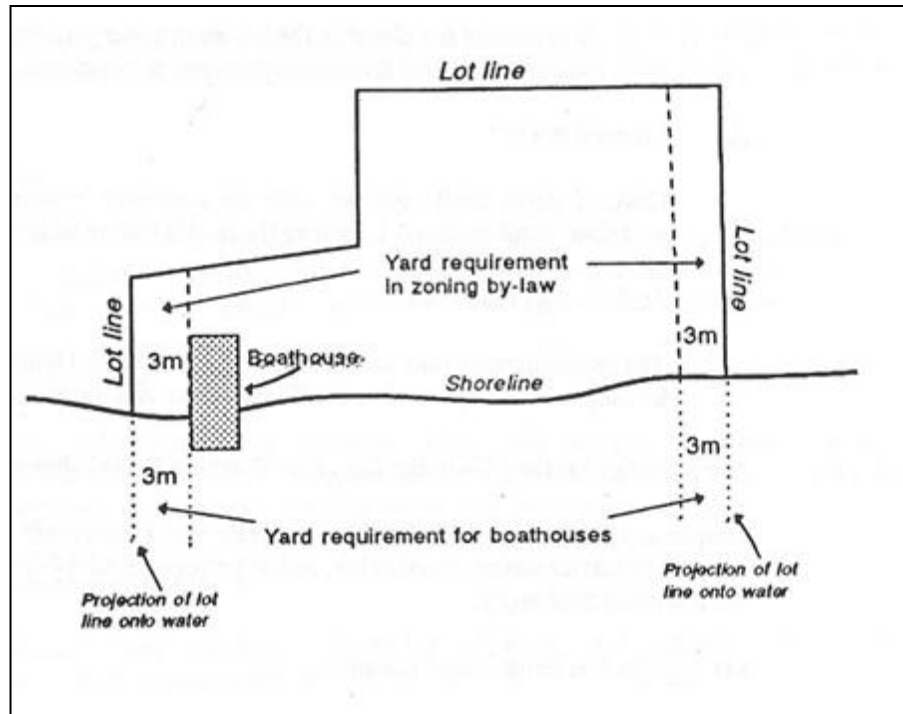 Lot line
Yard requirement
in zoning by-law
Lot line
Lot line
3m
Boathouse
3m
Shoreline
3m
3m
Yard requirement for boathouses
Projection of lot
line onto water
Projection of lot
line onto water